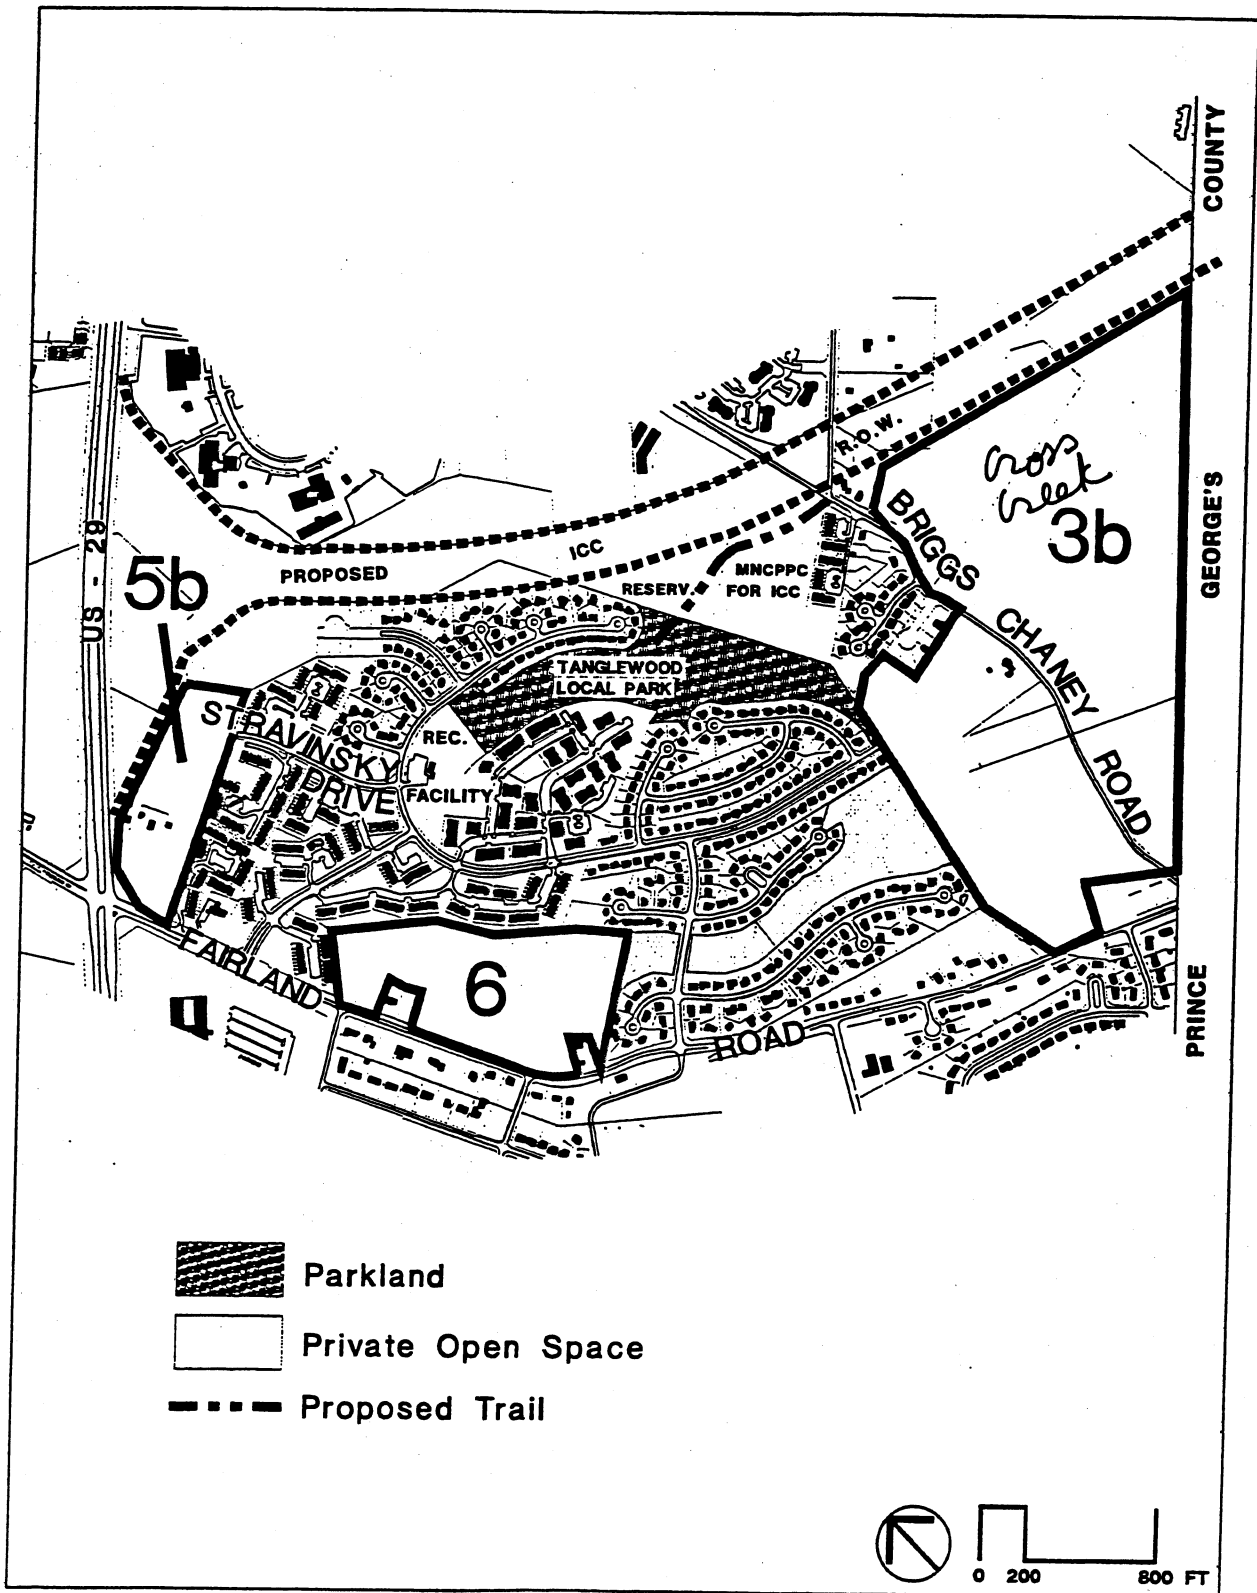 COUNTY
R.O.W.
Cross
Creek
3b
BRIGGS
CHANEY
ROAD
GEORGE'S
PRINCE
US - 29
5b
PROPOSED
ICC
RESERV.
MNCPPC
FOR ICC
TANGLEWOOD
LOCAL PARK
STRAVINSKY
DRIVE
REC.
FACILITY
FAIRLAND
6
ROAD
Parkland
Private Open Space
Proposed Trail
0 200 800 FT